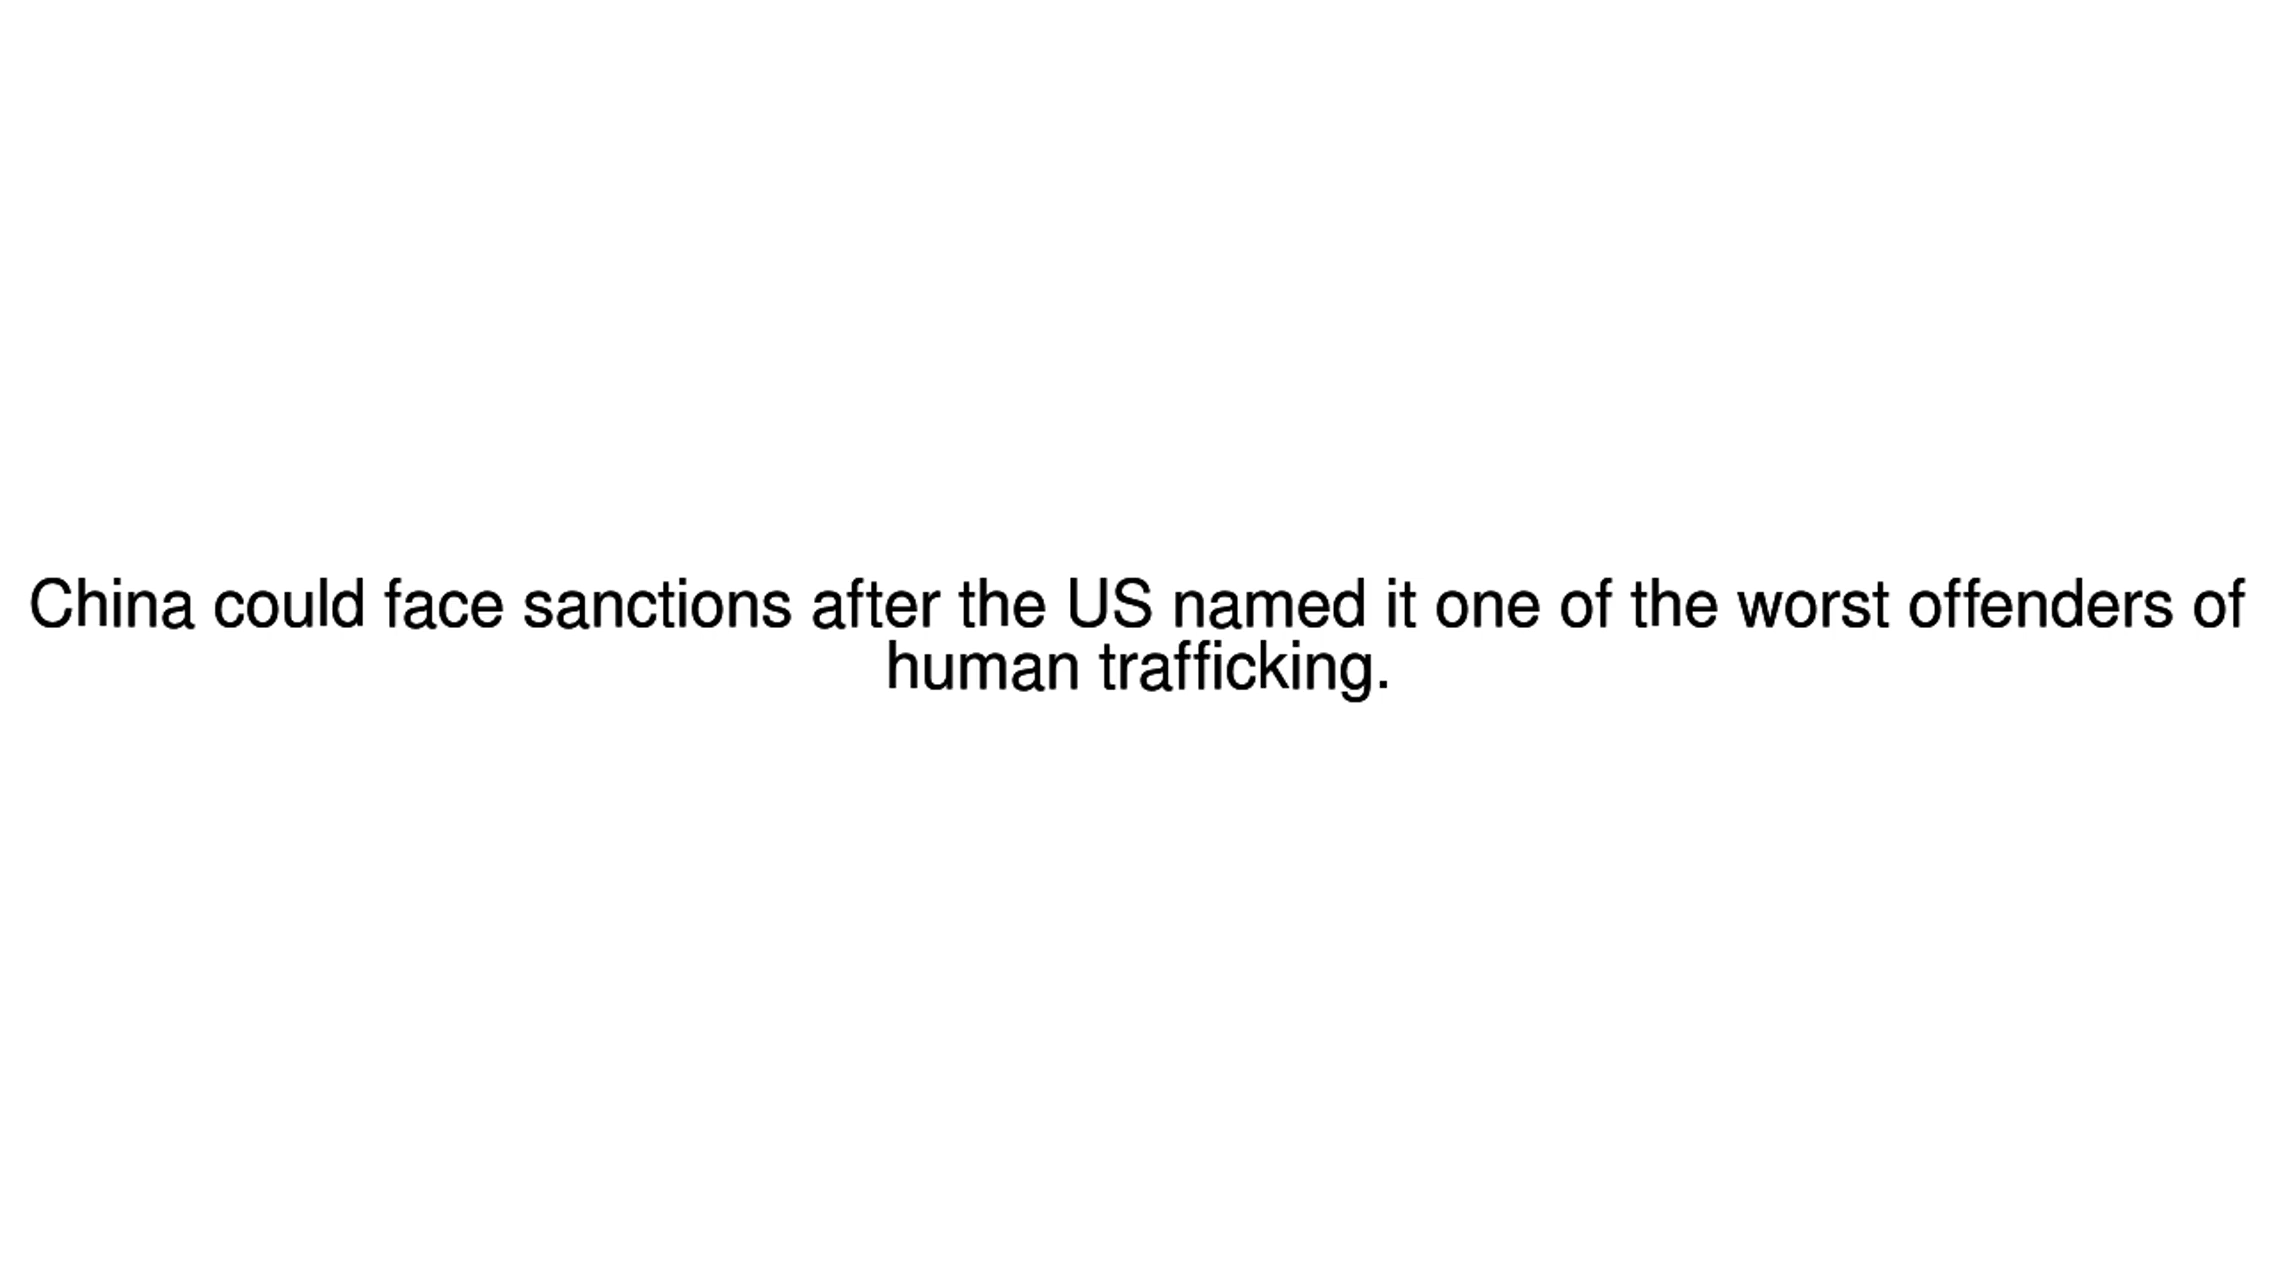 China could face sanctions after the US named it one of the worst offenders of
human trafficking.